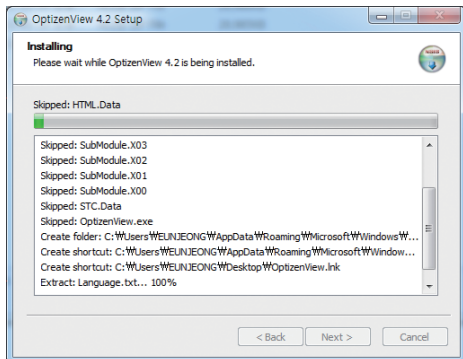 OptizenView 4.2 Setup
Installing
Please wait while OptizenView 4.2 is being installed.
Skipped: HTML.Data
Skipped: SubModule.X03
Skipped: SubModule.X02
Skipped: SubModule.X01
Skipped: SubModule.X00
Skipped: STC.Data
Skipped: OptizenView.exe
Create folder: C:₩Users₩EUNJEONG₩AppData₩Roaming₩Microsoft₩Windows₩...
Create shortcut: C:₩Users₩EUNJEONG₩AppData₩Roaming₩Microsoft₩Window...
Create shortcut: C:₩Users₩EUNJEONG₩Desktop₩OptizenView.lnk
Extract: Language.txt... 100%
< Back Next > Cancel